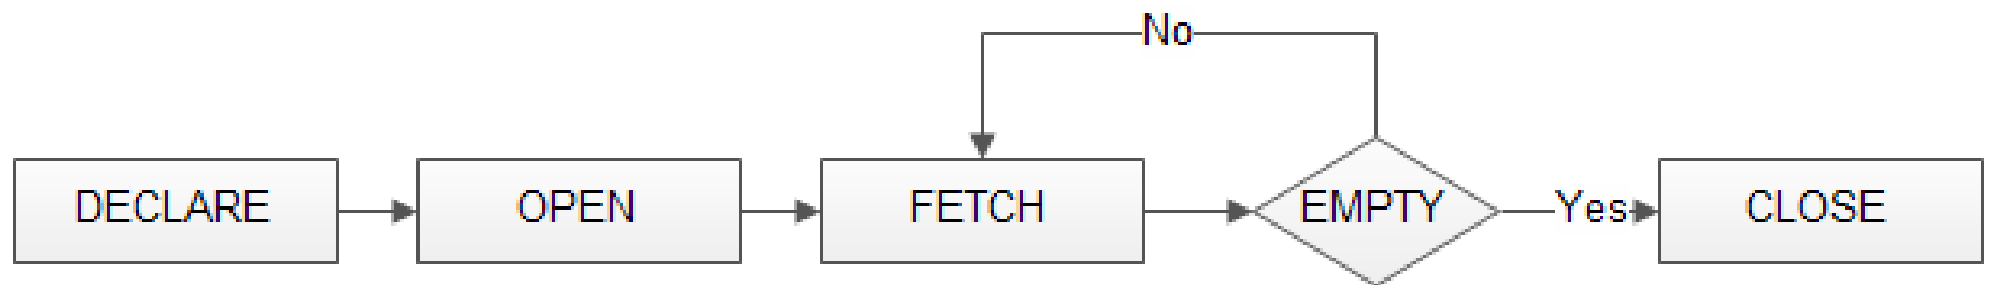 No
DECLARE
OPEN
FETCH
EMPTY
Yes
CLOSE